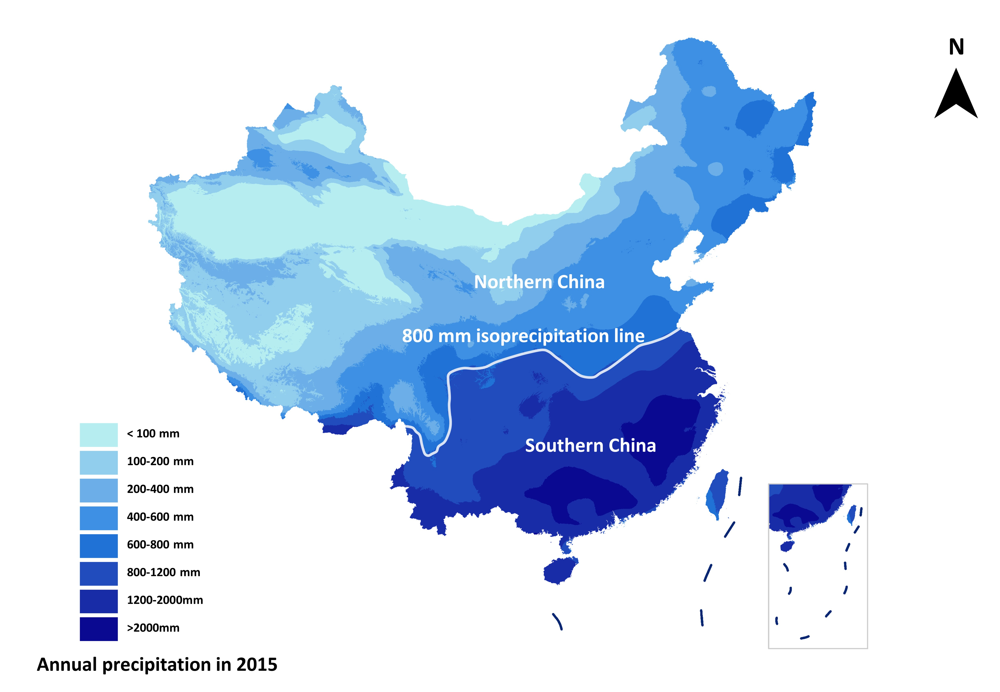 N
Northern China
800 mm isoprecipitation line
Southern China
< 100 mm
100-200 mm
200-400 mm
400-600 mm
600-800 mm
800-1200 mm
1200-2000mm
>2000mm
Annual precipitation in 2015